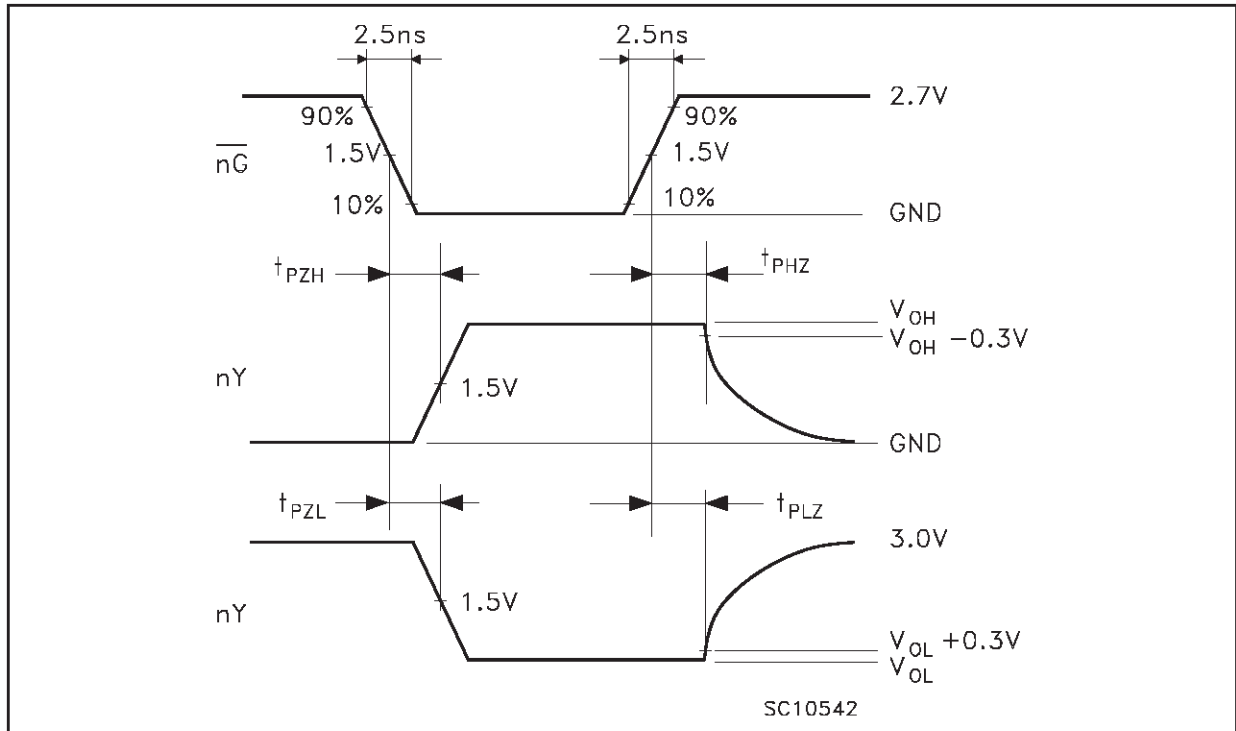 2.5ns 2.5ns
2.7V
90% 90%
n̅G̅ 1.5V 1.5V
10% 10%
GND
tPZH tPHZ
VOH
VOH −0.3V
nY 1.5V
GND
tPZL tPLZ
3.0V
nY 1.5V
VOL +0.3V
VOL
SC10542